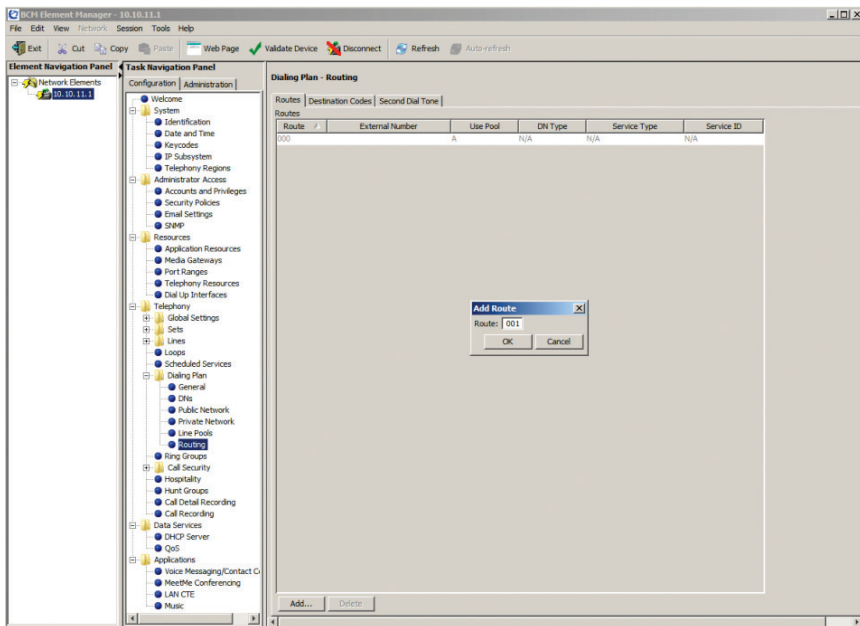 BCM Element Manager - 10.10.11.1
File Edit View Network Session Tools Help
Exit Cut Copy Paste Web Page Validate Device Disconnect Refresh Auto-refresh
Element Navigation Panel
Network Elements
10.10.11.1
Task Navigation Panel
Configuration Administration
Welcome
System
Identification
Date and Time
Keycodes
IP Subsystem
Telephony Regions
Administrator Access
Accounts and Privileges
Security Policies
Email Settings
SNMP
Resources
Application Resources
Media Gateways
Port Ranges
Telephony Resources
Dial Up Interfaces
Telephony
Global Settings
Sets
Lines
Loops
Scheduled Services
Dialing Plan
General
DNs
Public Network
Private Network
Line Pools
Routing
Ring Groups
Call Security
Hospitality
Hunt Groups
Call Detail Recording
Call Recording
Data Services
DHCP Server
QoS
Applications
Voice Messaging/Contact C
MeetMe Conferencing
LAN CTE
Music
Dialing Plan - Routing
Routes Destination Codes Second Dial Tone
Routes
Route External Number Use Pool DN Type Service Type Service ID
000 A N/A N/A N/A
Add Route
Route: 001
OK Cancel
Add... Delete